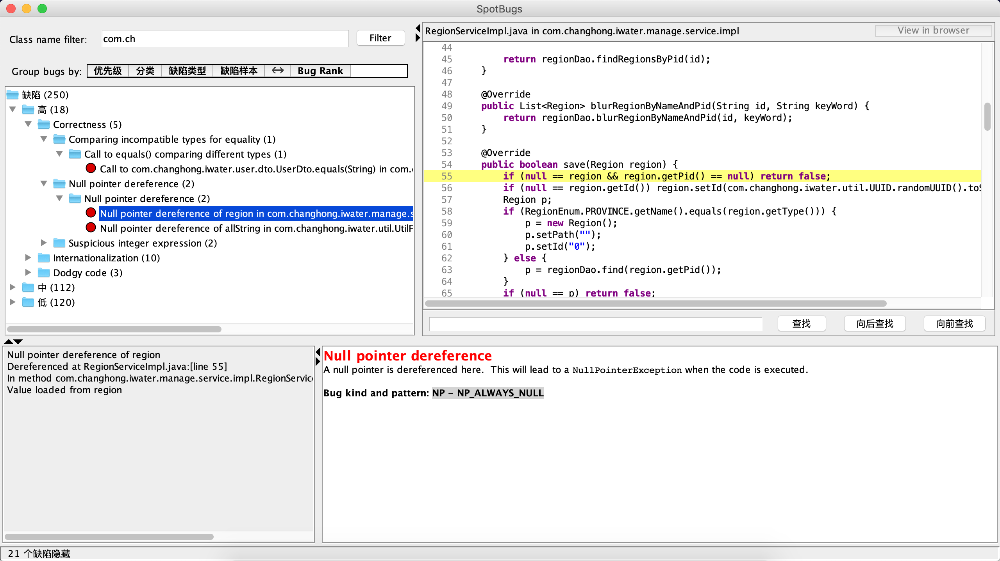 SpotBugs
Class name filter: com.ch Filter
Group bugs by: 优先级 分类 缺陷类型 缺陷样本 <-> Bug Rank
缺陷 (250)
高 (18)
Correctness (5)
Comparing incompatible types for equality (1)
Call to equals() comparing different types (1)
Call to com.changhong.iwater.user.dto.UserDto.equals(String) in com.
Null pointer dereference (2)
Null pointer dereference (2)
Null pointer dereference of region in com.changhong.iwater.manage.s
Null pointer dereference of allString in com.changhong.iwater.util.UtilF
Suspicious integer expression (2)
Internationalization (10)
Dodgy code (3)
中 (112)
低 (120)
RegionServiceImpl.java in com.changhong.iwater.manage.service.impl View in browser
44
45 return regionDao.findRegionsByPid(id);
46 }
47
48 @Override
49 public List<Region> blurRegionByNameAndPid(String id, String keyWord) {
50 return regionDao.blurRegionByNameAndPid(id, keyWord);
51 }
52
53 @Override
54 public boolean save(Region region) {
55 if (null == region && region.getPid() == null) return false;
56 if (null == region.getId()) region.setId(com.changhong.iwater.util.UUID.randomUUID().toS
57 Region p;
58 if (RegionEnum.PROVINCE.getName().equals(region.getType())) {
59 p = new Region();
60 p.setPath("");
61 p.setId("0");
62 } else {
63 p = regionDao.find(region.getPid());
64 }
65 if (null == p) return false;
查找 向后查找 向前查找
Null pointer dereference of region
Dereferenced at RegionServiceImpl.java:[line 55]
In method com.changhong.iwater.manage.service.impl.RegionService
Value loaded from region
Null pointer dereference
A null pointer is dereferenced here. This will lead to a NullPointerException when the code is executed.
Bug kind and pattern: NP - NP_ALWAYS_NULL
21 个缺陷隐藏